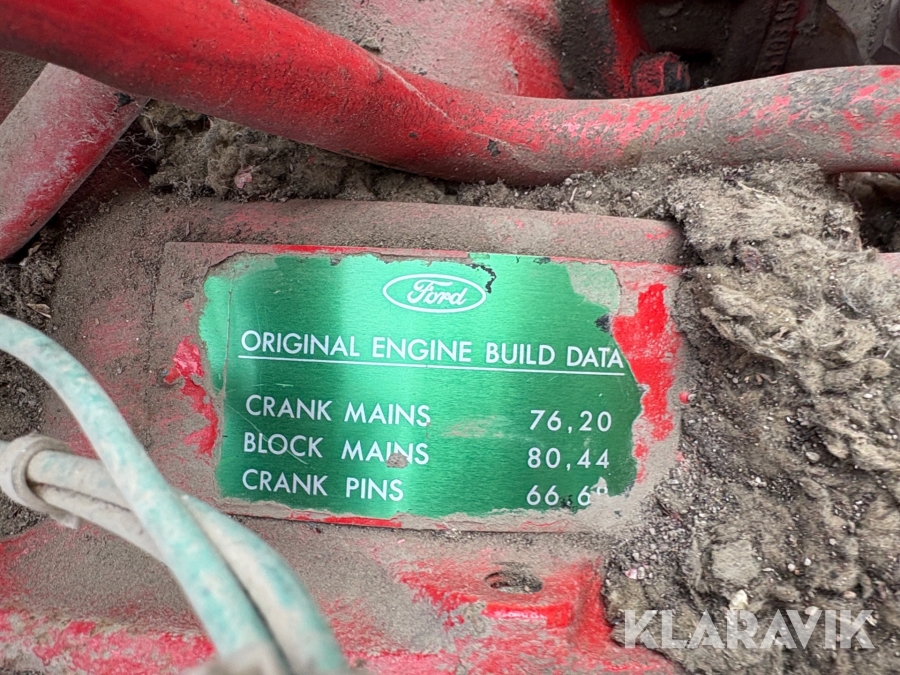 Ford
ORIGINAL ENGINE BUILD DATA
CRANK MAINS 76,20
BLOCK MAINS 80,44
CRANK PINS
KLARAVIK